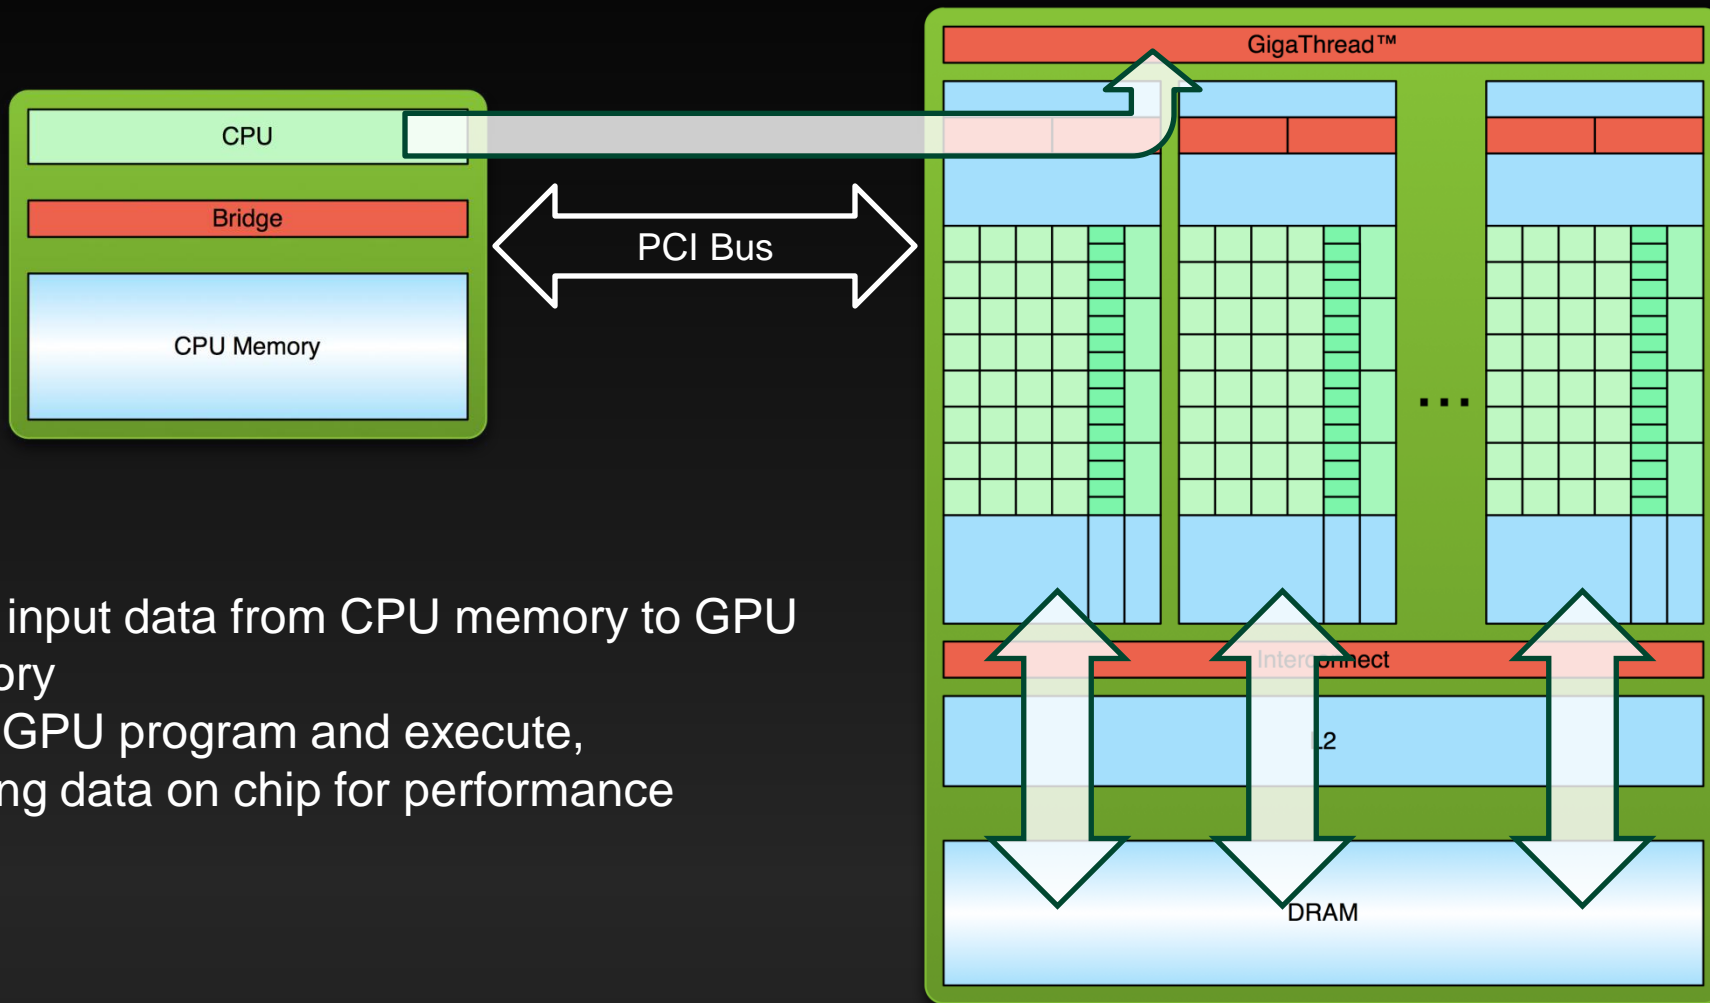 GigaThread™
CPU
Bridge
PCI Bus
CPU Memory
...
input data from CPU memory to GPU
ory
GPU program and execute,
ng data on chip for performance
Interconnect
L2
DRAM